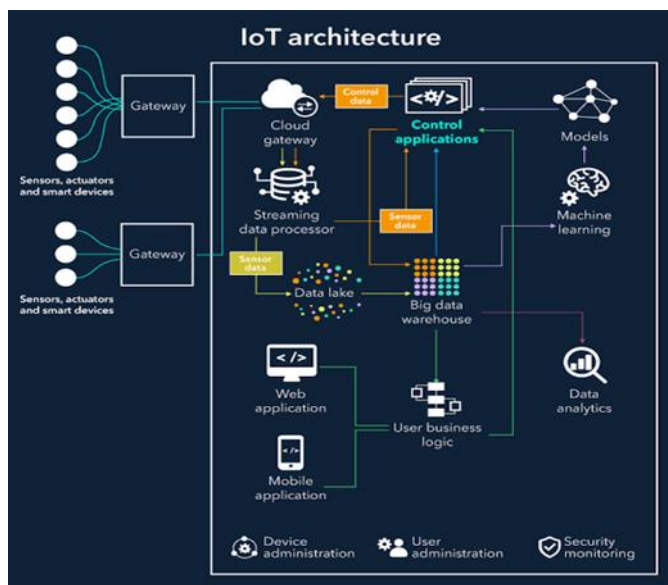 IoT architecture
Gateway
Sensors, actuators
and smart devices
Gateway
Sensors, actuators
and smart devices
Cloud
gateway
Control
data
</>
Control
applications
Models
Streaming
data processor
Sensor
data
Machine
learning
Sensor
data
Data lake
Big data
warehouse
</>
Web
application
User business
logic
Data
analytics
</>
Mobile
application
Device
administration
User
administration
Security
monitoring